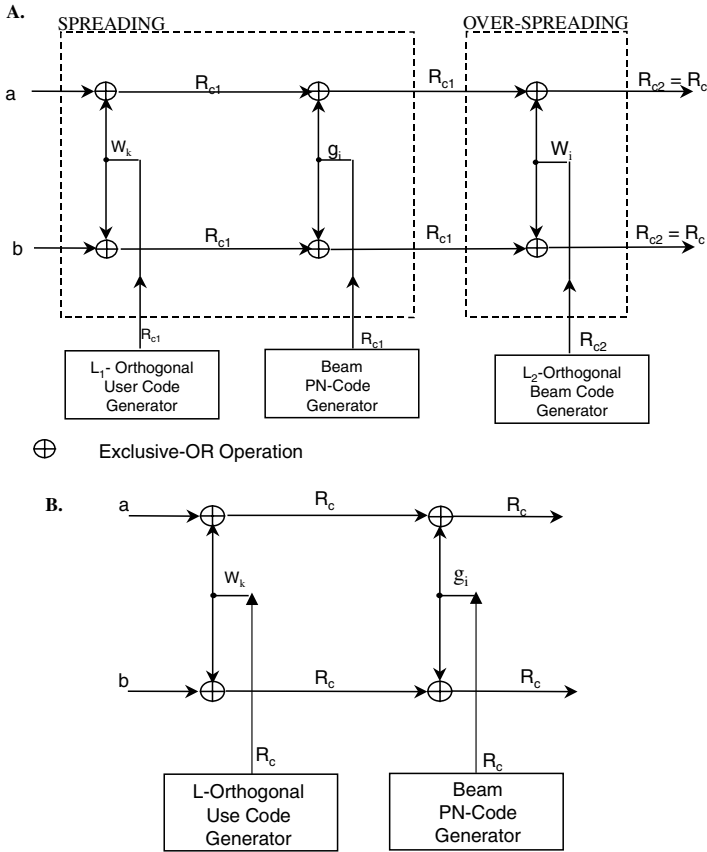 A.
SPREADING
OVER-SPREADING
a
R_c1
R_c1
R_c2 = R_c
W_k
g_i
W_i
b
R_c1
R_c1
R_c2 = R_c
R_c1
R_c1
R_c2
L_1- Orthogonal
User Code
Generator
Beam
PN-Code
Generator
L_2-Orthogonal
Beam Code
Generator
Exclusive-OR Operation
B.
a
R_c
R_c
W_k
g_i
b
R_c
R_c
R_c
R_c
L-Orthogonal
Use Code
Generator
Beam
PN-Code
Generator